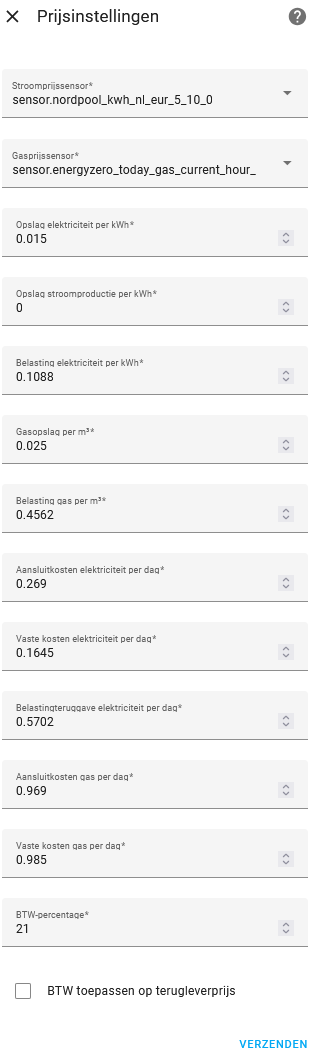 Prijsinstellingen
Stroomprijssensor*
sensor.nordpool_kwh_nl_eur_5_10_0
Gasprijssensor*
sensor.energyzero_today_gas_current_hour_
Opslag elektriciteit per kWh*
0.015
Opslag stroomproductie per kWh*
0
Belasting elektriciteit per kWh*
0.1088
Gasopslag per m³*
0.025
Belasting gas per m³*
0.4562
Aansluitkosten elektriciteit per dag*
0.269
Vaste kosten elektriciteit per dag*
0.1645
Belastingteruggave elektriciteit per dag*
0.5702
Aansluitkosten gas per dag*
0.969
Vaste kosten gas per dag*
0.985
BTW-percentage*
21
BTW toepassen op terugleverprijs
VERZENDEN